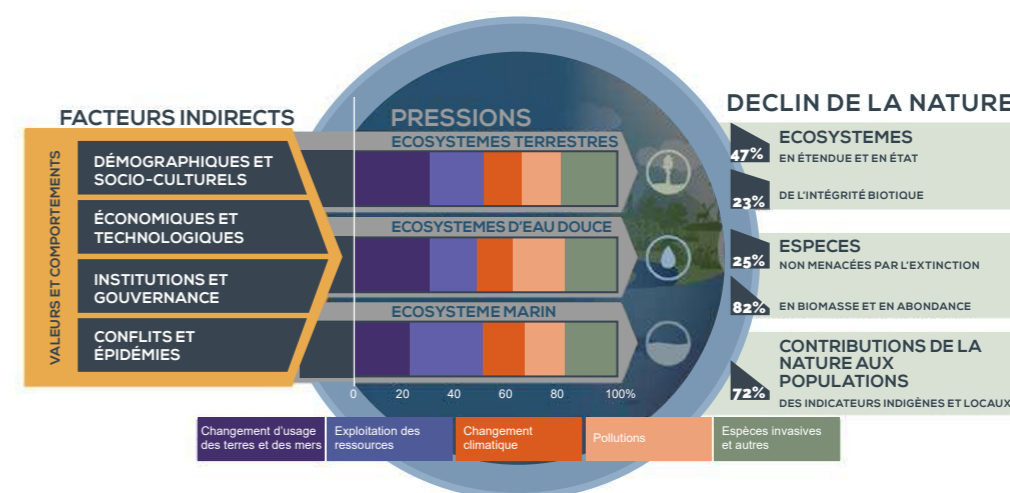 FACTEURS INDIRECTS
VALEURS ET COMPORTEMENTS
DÉMOGRAPHIQUES ET
SOCIO-CULTURELS
ÉCONOMIQUES ET
TECHNOLOGIQUES
INSTITUTIONS ET
GOUVERNANCE
CONFLITS ET
ÉPIDÉMIES
PRESSIONS
ECOSYSTEMES TERRESTRES
ECOSYSTEMES D'EAU DOUCE
ECOSYSTEME MARIN
0 20 40 60 80 100%
DECLIN DE LA NATURE
47% ECOSYSTEMES
EN ÉTENDUE ET EN ÉTAT
23% DE L'INTÉGRITÉ BIOTIQUE
25% ESPECES
NON MENACÉES PAR L'EXTINCTION
82% EN BIOMASSE ET EN ABONDANCE
CONTRIBUTIONS DE LA
NATURE AUX
POPULATIONS
72% DES INDICATEURS INDIGÈNES ET LOCAUX
Changement d'usage
des terres et des mers
Exploitation des
ressources
Changement
climatique
Pollutions
Espèces invasives
et autres